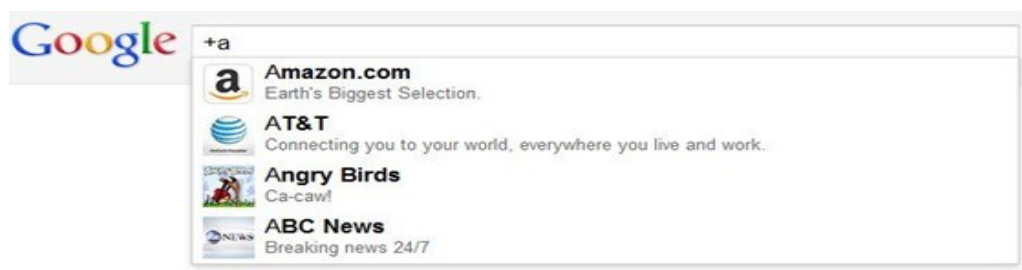 Google
+a
a
Amazon.com
Earth's Biggest Selection.
AT&T
Connecting you to your world, everywhere you live and work.
Angry Birds
Ca-caw!
NEWS
ABC News
Breaking news 24/7